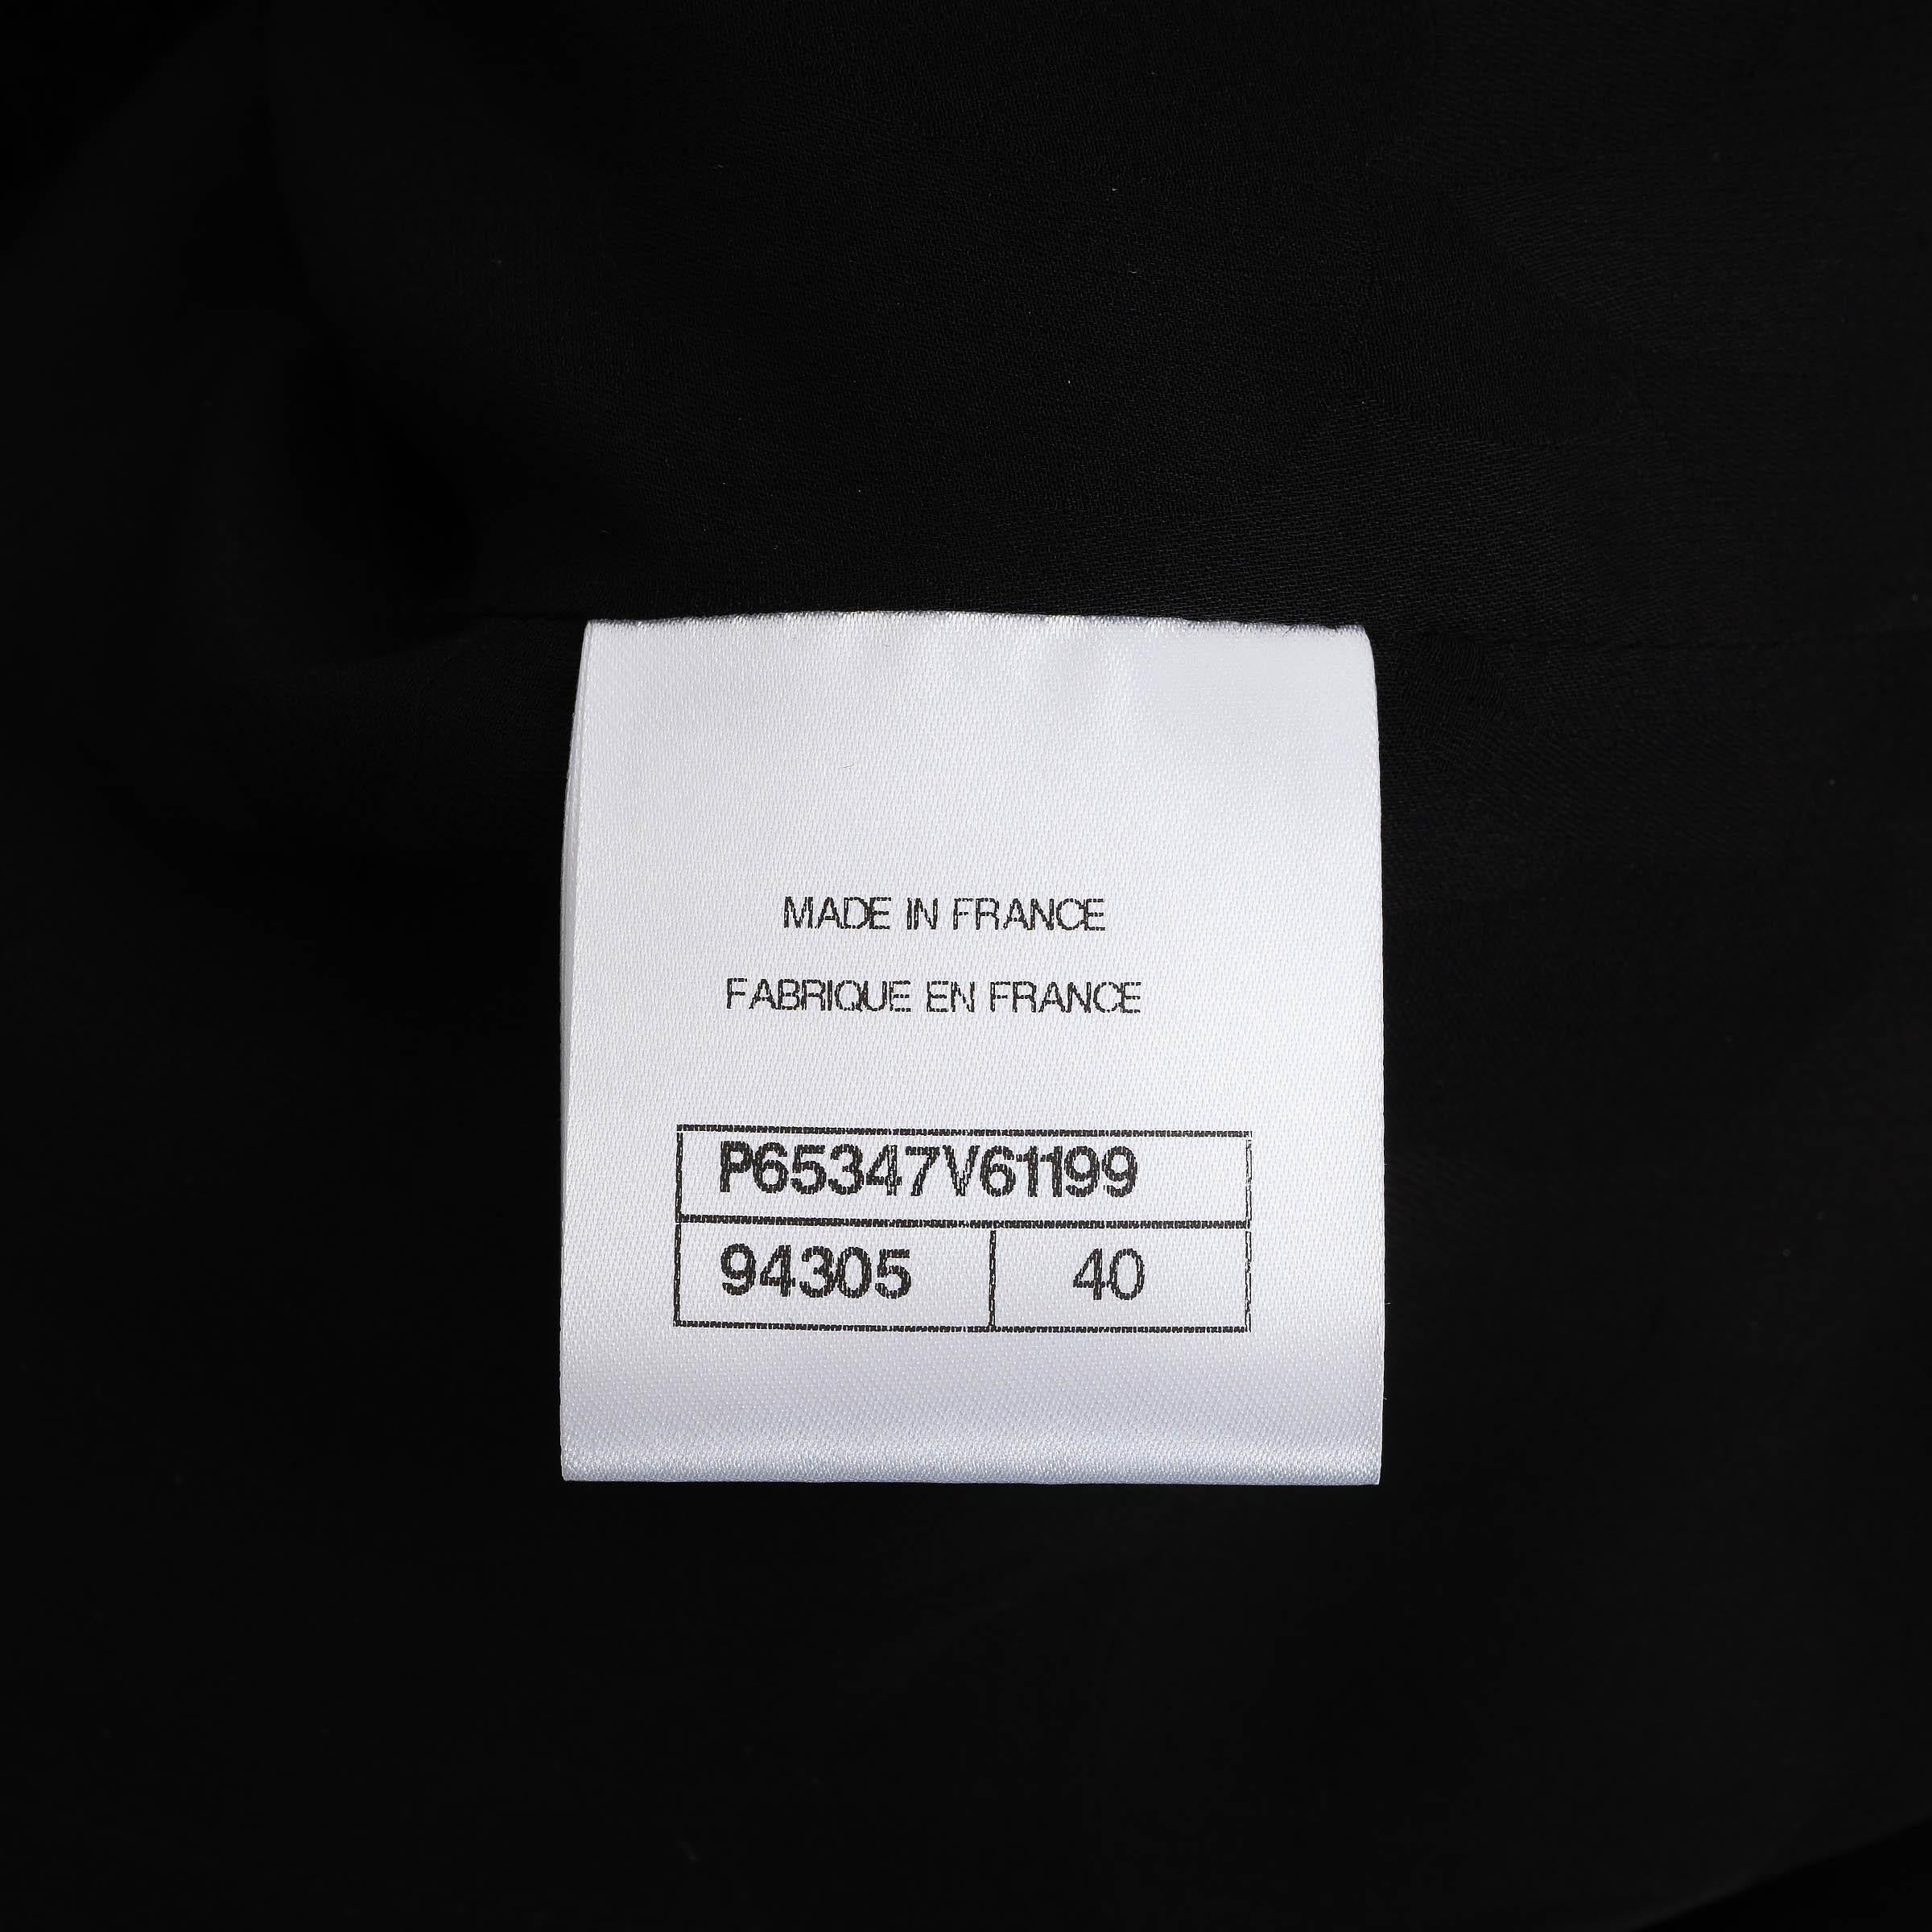 MADE IN FRANCE
FABRIQUE EN FRANCE
P65347V61199
94305 40